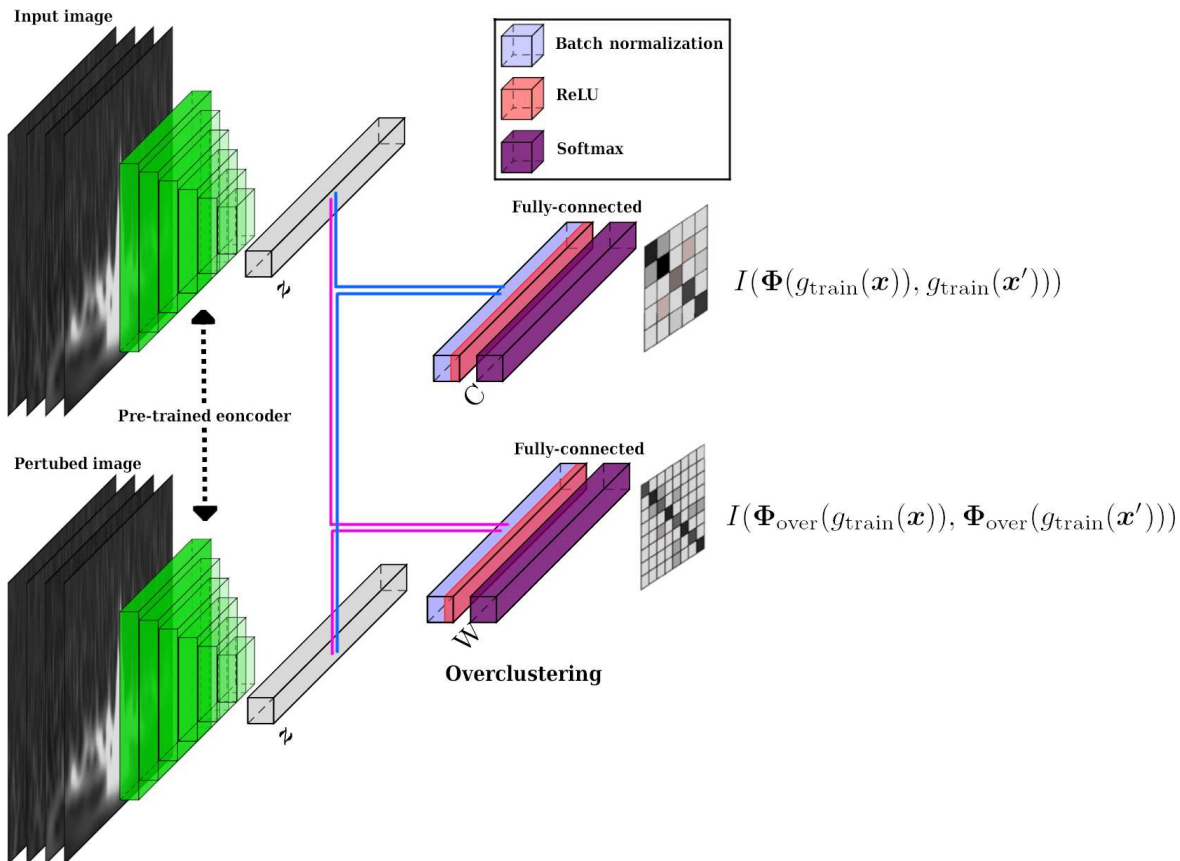 Input image
Batch normalization
ReLU
Softmax
z
Fully-connected
C
I(Φ(g_train(x)), g_train(x′)))
Pre-trained eoncoder
Pertubed image
Fully-connected
W
I(Φ_over(g_train(x)), Φ_over(g_train(x′)))
z
Overclustering